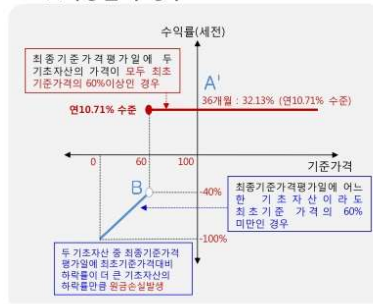 수익률(세전)
최종기준가격평가일에 두
기초자산의 가격이 모두 최초
기준가격의 60%이상인 경우
A'
36개월 : 32.13% (연10.71% 수준)
연10.71% 수준
0 60 100
기준가격
B
-40%
최종기준가격평가일에 어느
한 기초자산이라도
최초기준 가격의 60%
미만인 경우
-100%
두 기초자산 중 최종기준가격
평가일에 최초기준가격대비
하락률이 더 큰 기초자산의
하락률만큼 원금손실발생